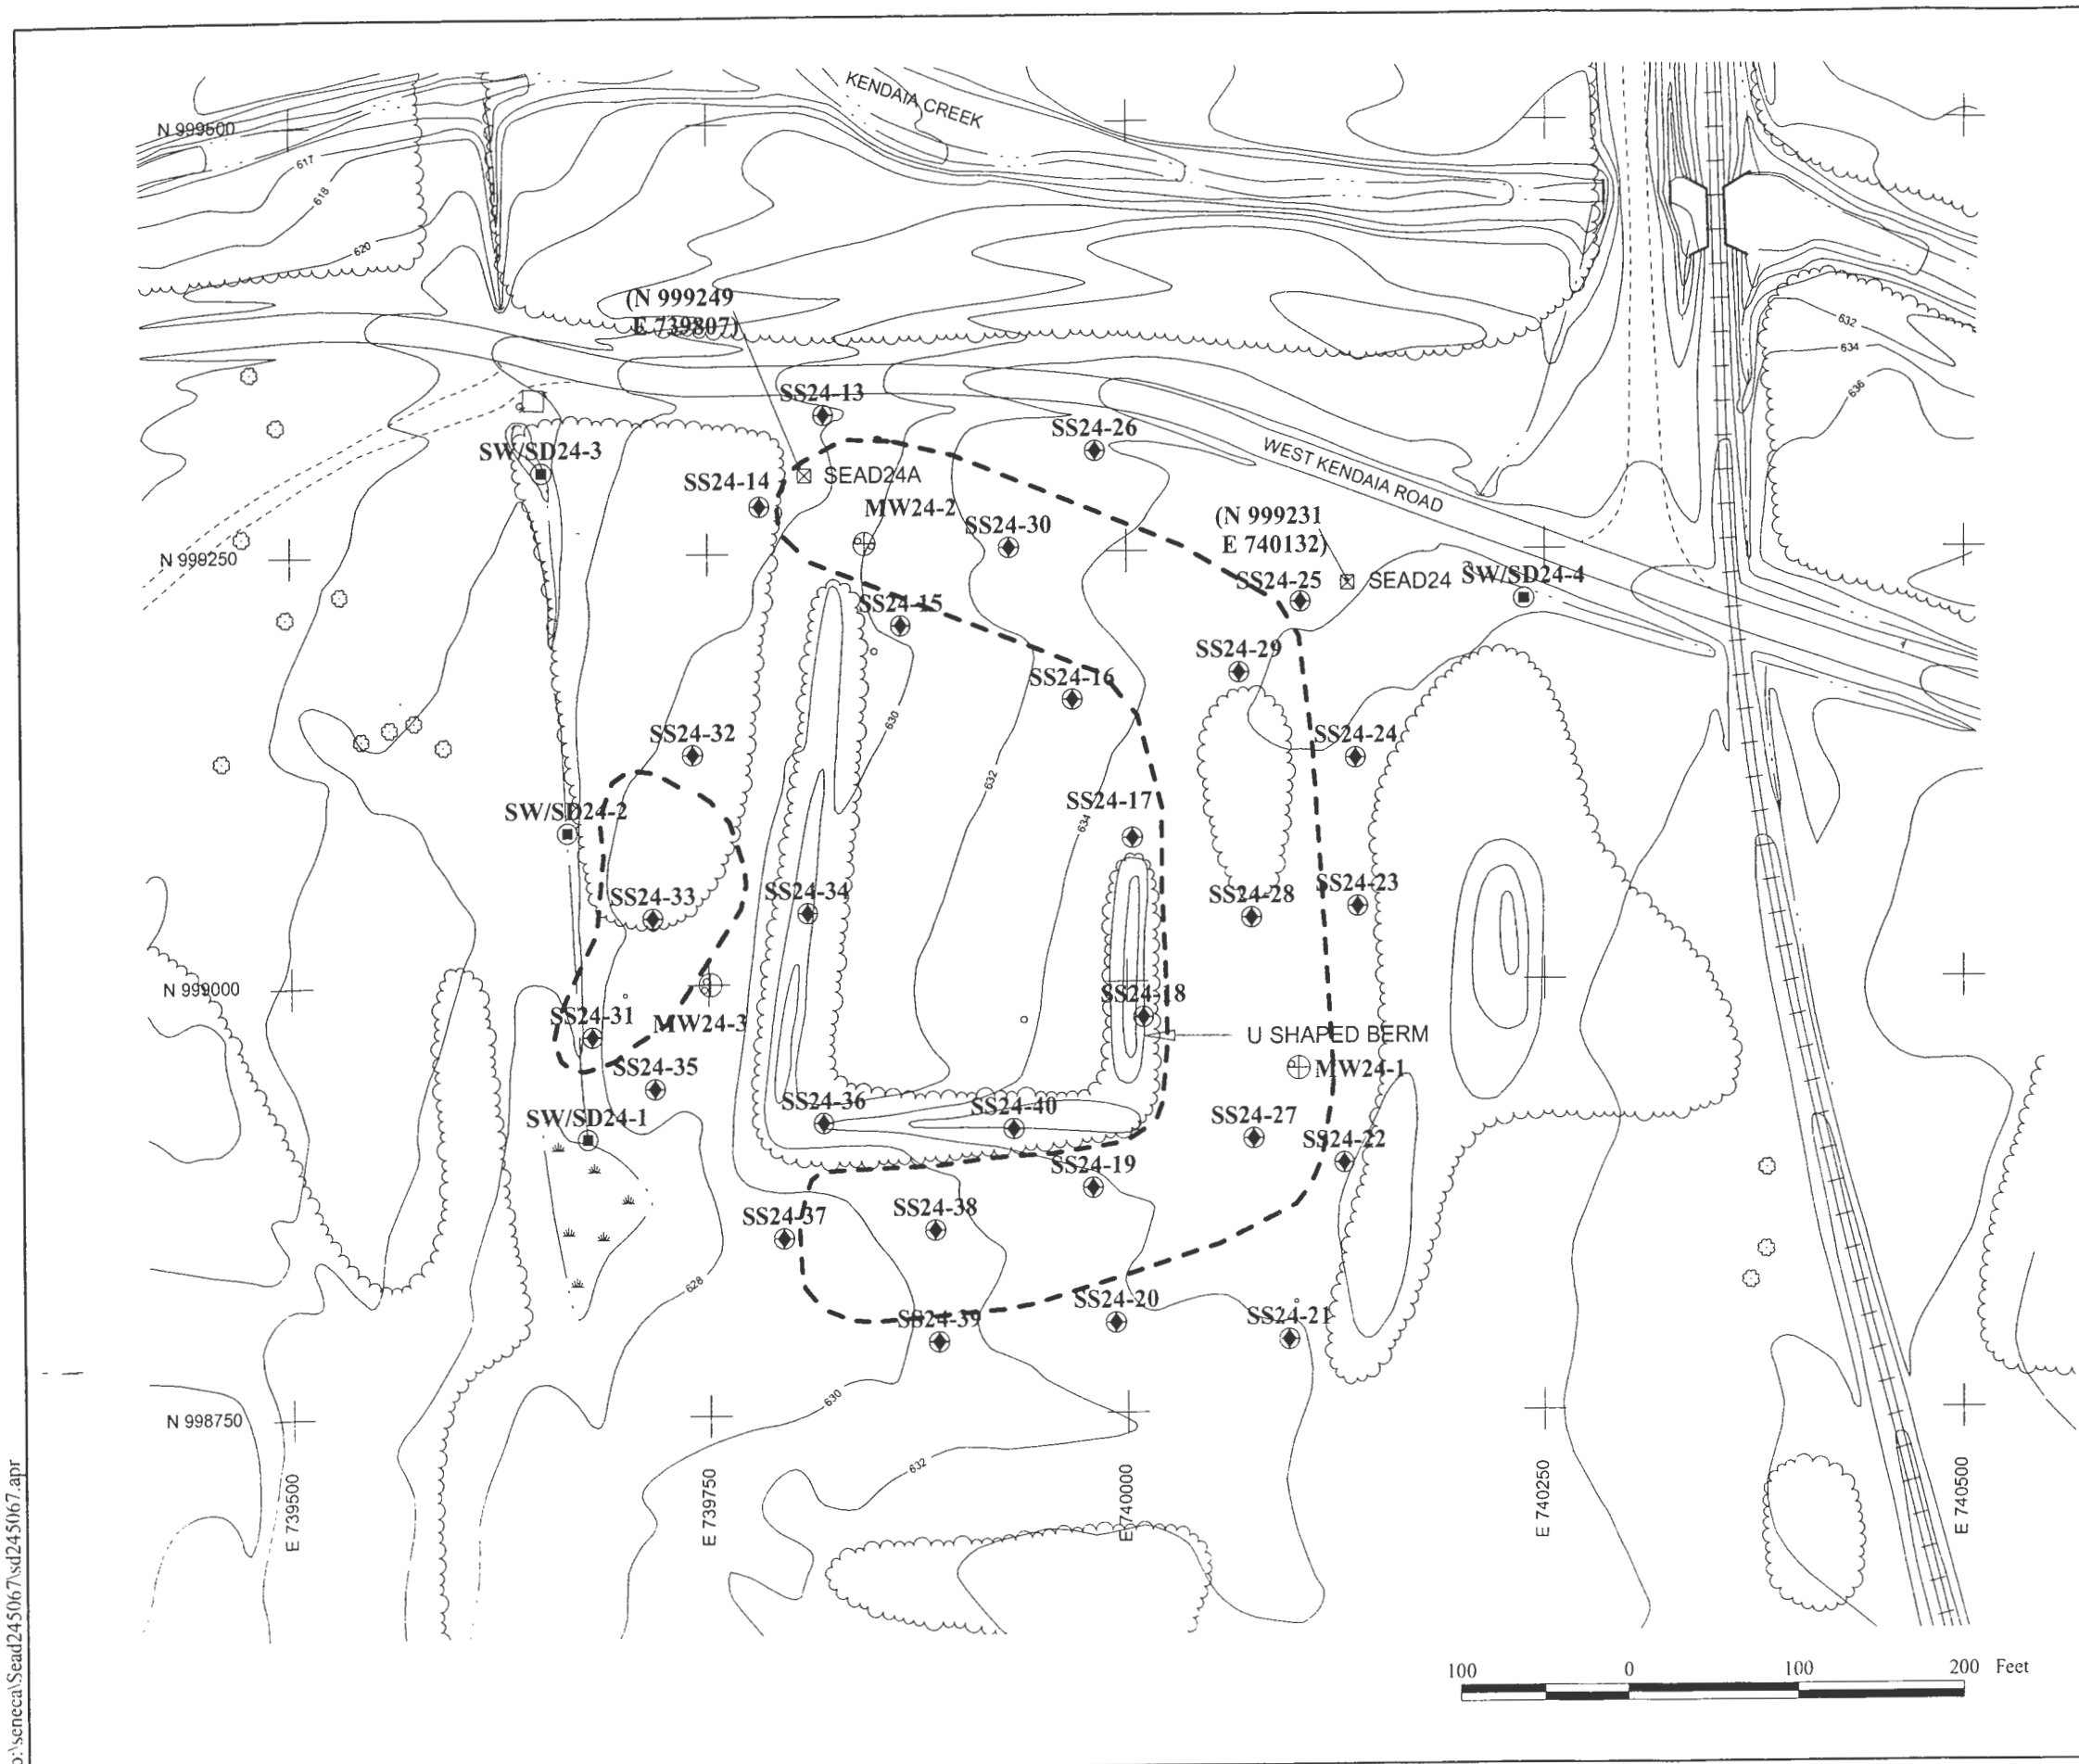 KENDAIA CREEK
N 999500
617
618
620
(N 999249
E 739807)
632
634
636
SS24-13
SS24-26
SW/SD24-3
WEST KENDAIA ROAD
SS24-14
SEAD24A
MW24-2
SS24-30
(N 999231
E 740132)
N 999250
SS24-25
SEAD24
SW/SD24-4
SS24-15
SS24-29
SS24-16
630
SS24-32
SS24-24
632
SW/SD24-2
SS24-17
634
SS24-33
SS24-34
SS24-28
SS24-23
N 999000
SS24-18
SS24-31
MW24-3
U SHAPED BERM
SS24-35
MW24-1
SS24-36
SS24-40
SW/SD24-1
SS24-27
SS24-22
SS24-19
SS24-37
SS24-38
628
SS24-39
SS24-20
SS24-21
630
N 998750
632
E 739500
E 739750
E 740000
E 740250
E 740500
100 0 100 200 Feet
p:\seneca\Sead245067\sd245067.apr